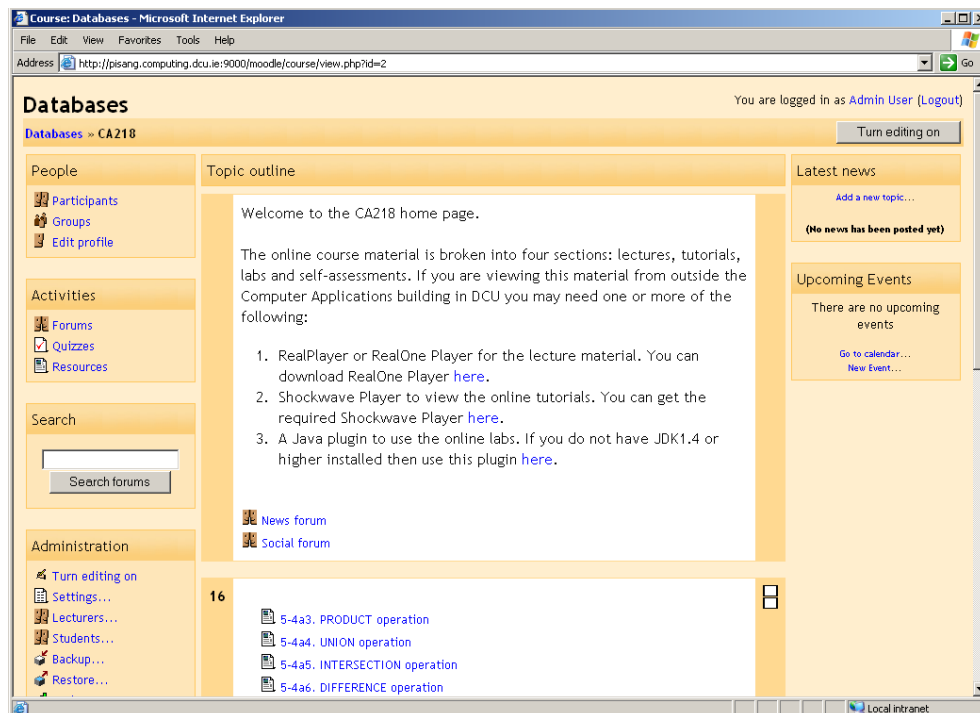 Course: Databases - Microsoft Internet Explorer
File Edit View Favorites Tools Help
Address http://pisang.computing.dcu.ie:9000/moodle/course/view.php?id=2 Go
Databases
You are logged in as Admin User (Logout)
Databases » CA218
Turn editing on
People
Participants
Groups
Edit profile
Activities
Forums
Quizzes
Resources
Search
Search forums
Administration
Turn editing on
Settings...
Lecturers...
Students...
Backup...
Restore...
Topic outline
Welcome to the CA218 home page.
The online course material is broken into four sections: lectures, tutorials,
labs and self-assessments. If you are viewing this material from outside the
Computer Applications building in DCU you may need one or more of the
following:
1. RealPlayer or RealOne Player for the lecture material. You can
download RealOne Player here.
2. Shockwave Player to view the online tutorials. You can get the
required Shockwave Player here.
3. A Java plugin to use the online labs. If you do not have JDK1.4 or
higher installed then use this plugin here.
News forum
Social forum
16
5-4a3. PRODUCT operation
5-4a4. UNION operation
5-4a5. INTERSECTION operation
5-4a6. DIFFERENCE operation
Latest news
Add a new topic...
(No news has been posted yet)
Upcoming Events
There are no upcoming
events
Go to calendar...
New Event...
Local intranet